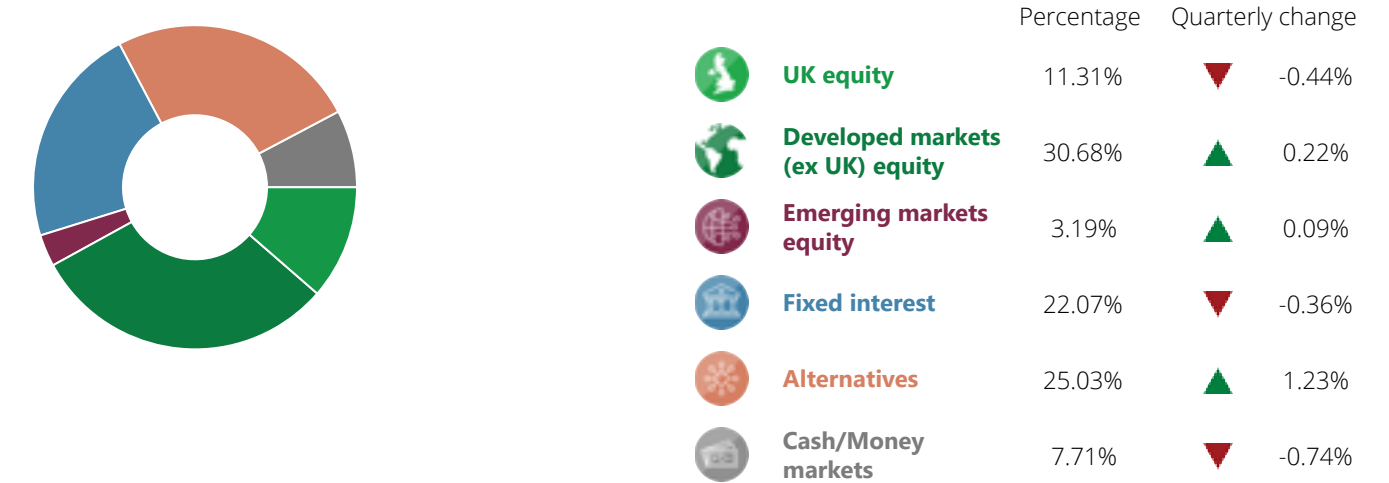 Percentage Quarterly change
UK equity 11.31% -0.44%
Developed markets
(ex UK) equity 30.68% 0.22%
Emerging markets
equity 3.19% 0.09%
Fixed interest 22.07% -0.36%
Alternatives 25.03% 1.23%
Cash/Money
markets 7.71% -0.74%